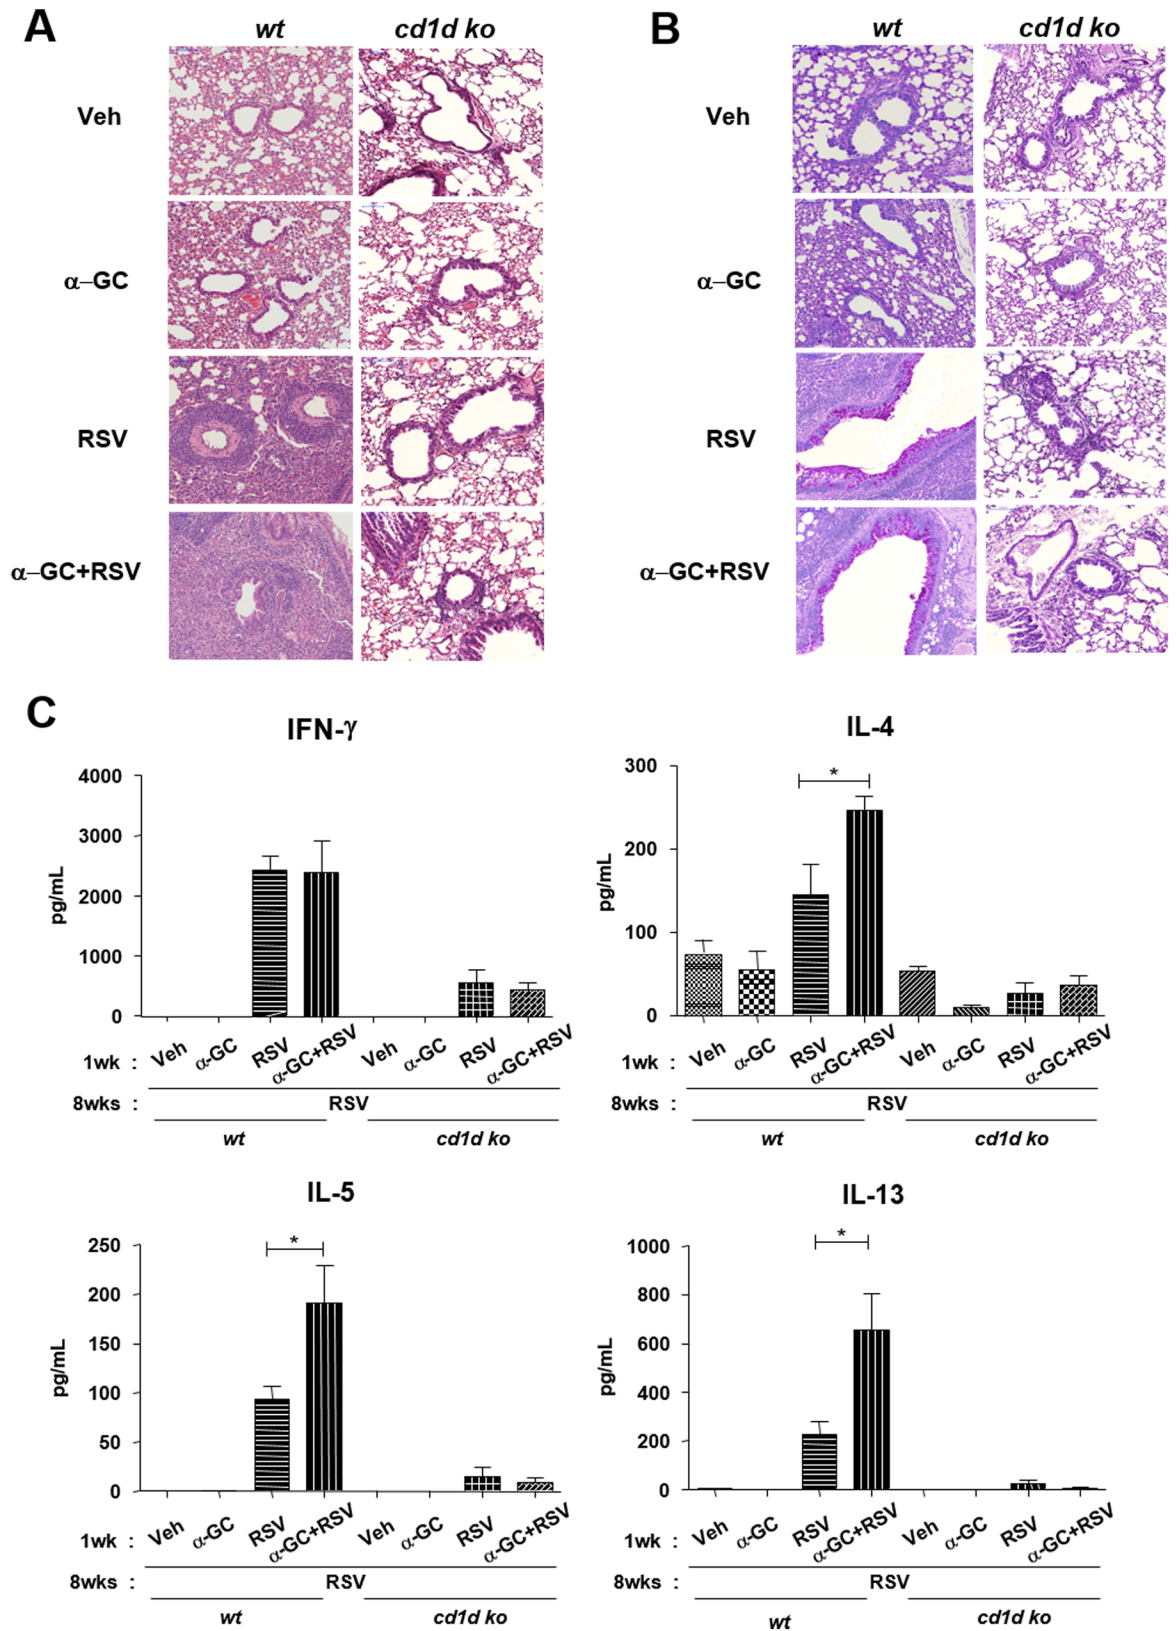 A
wt cd1d ko
Veh
α–GC
RSV
α–GC+RSV
B
wt cd1d ko
Veh
α–GC
RSV
α–GC+RSV
C
IFN-γ
4000
3000
2000
1000
0
pg/mL
1wk : Veh α-GC RSV α-GC+RSV Veh α-GC RSV α-GC+RSV
8wks : RSV
wt cd1d ko
IL-4
*
300
200
100
0
pg/mL
1wk : Veh α-GC RSV α-GC+RSV Veh α-GC RSV α-GC+RSV
8wks : RSV
wt cd1d ko
IL-5
*
250
200
150
100
50
0
pg/mL
1wk : Veh α-GC RSV α-GC+RSV Veh α-GC RSV α-GC+RSV
8wks : RSV
wt cd1d ko
IL-13
*
1000
800
600
400
200
0
pg/mL
1wk : Veh α-GC RSV α-GC+RSV Veh α-GC RSV α-GC+RSV
8wks : RSV
wt cd1d ko